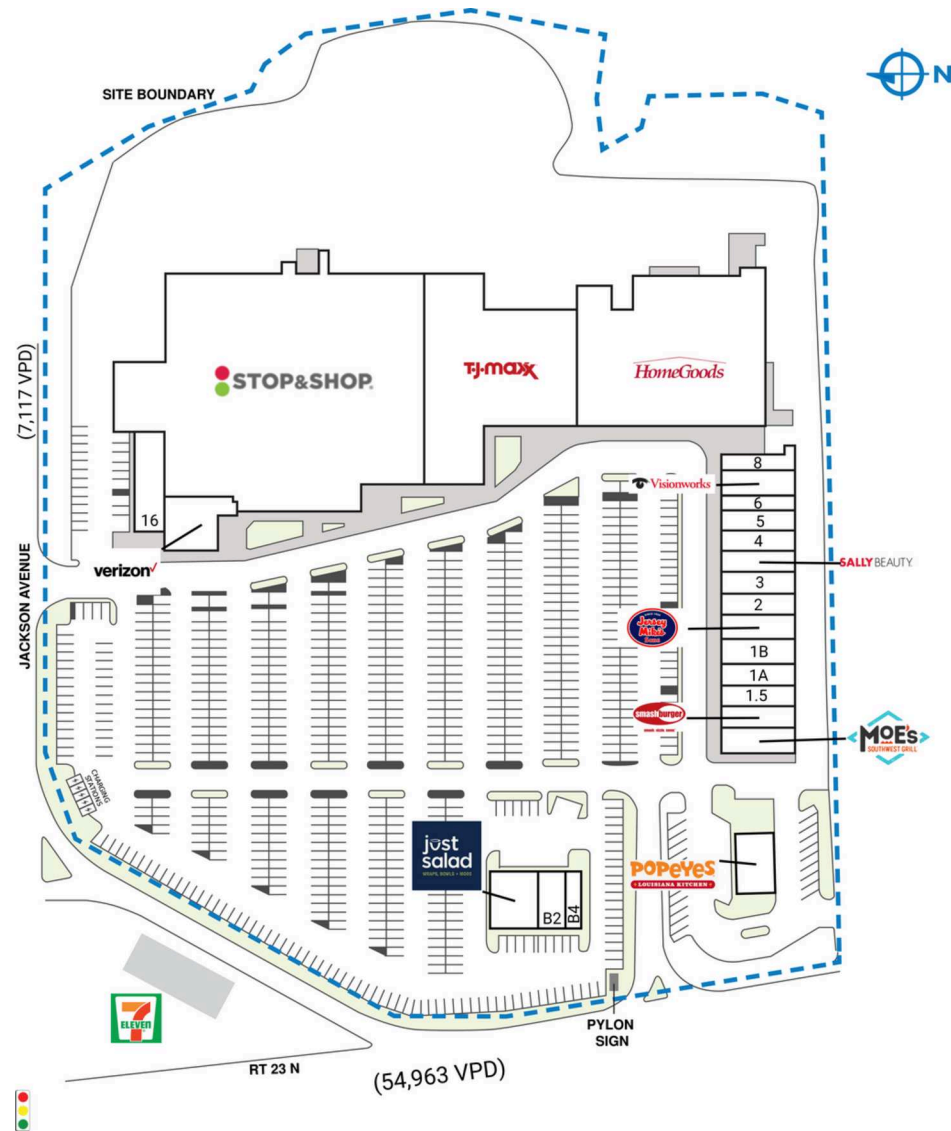 N
SITE BOUNDARY
(7,117 VPD)
STOP&SHOP
T·J·maxx
HomeGoods
8
Visionworks
6
5
16
4
verizon
SALLY BEAUTY
JACKSON AVENUE
3
2
Jersey
Mike's
Subs
1B
1A
1.5
smashburger
MOE's
SOUTHWEST GRILL
CHARGING
STATIONS
just
salad
WRAPS, BOWLS + MORE
POPEYES
LOUISIANA KITCHEN
B2
B4
7
ELEVEN
PYLON
SIGN
RT 23 N
(54,963 VPD)